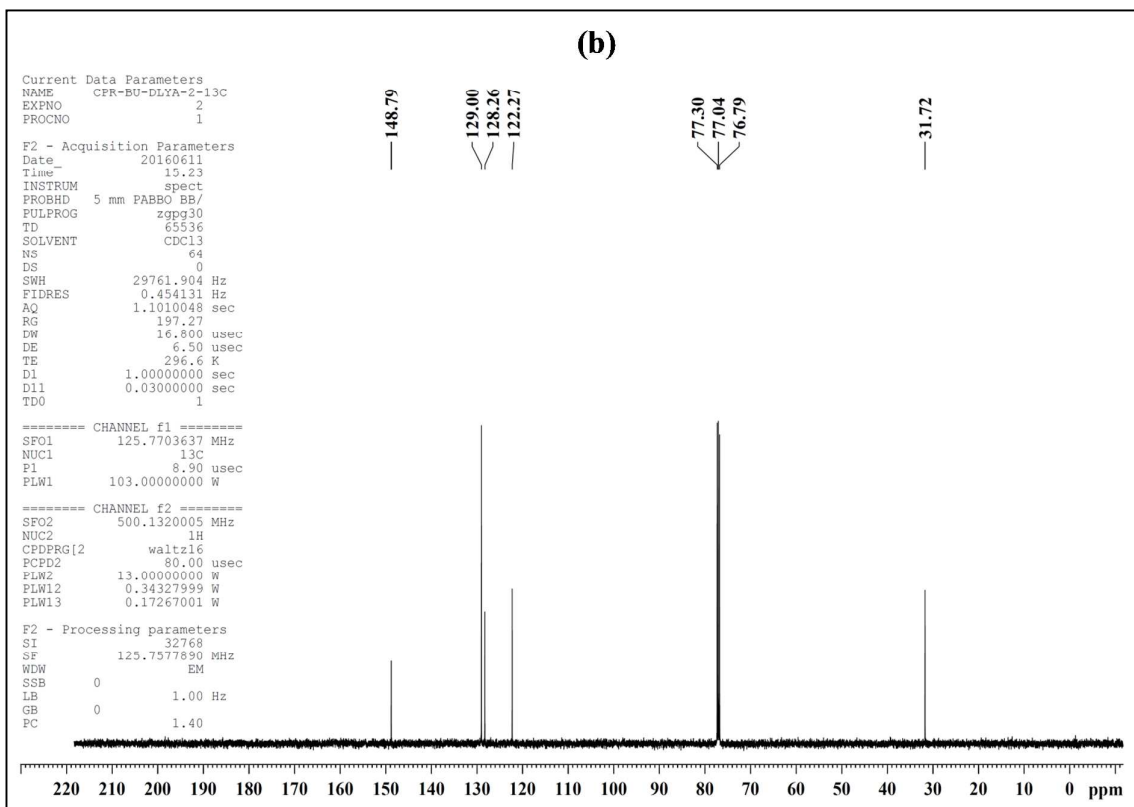 (b)
Current Data Parameters
NAME CPR-BU-DLYA-2-13C
EXPNO 2
PROCNO 1
F2 - Acquisition Parameters
Date_ 20160611
Time 15.23
INSTRUM spect
PROBHD 5 mm PABBO BB/
PULPROG zgpg30
TD 65536
SOLVENT CDCl3
NS 64
DS 0
SWH 29761.904 Hz
FIDRES 0.454131 Hz
AQ 1.1010048 sec
RG 197.27
DW 16.800 usec
DE 6.50 usec
TE 296.6 K
D1 1.00000000 sec
D11 0.03000000 sec
TD0 1
======== CHANNEL f1 ========
SFO1 125.7703637 MHz
NUC1 13C
P1 8.90 usec
PLW1 103.00000000 W
======== CHANNEL f2 ========
SFO2 500.1320005 MHz
NUC2 1H
CPDPRG[2 waltz16
PCPD2 80.00 usec
PLW2 13.00000000 W
PLW12 0.34327999 W
PLW13 0.17267001 W
F2 - Processing parameters
SI 32768
SF 125.7577890 MHz
WDW EM
SSB 0
LB 1.00 Hz
GB 0
PC 1.40
148.79
129.00
128.26
122.27
77.30
77.04
76.79
31.72
220 210 200 190 180 170 160 150 140 130 120 110 100 90 80 70 60 50 40 30 20 10 0 ppm